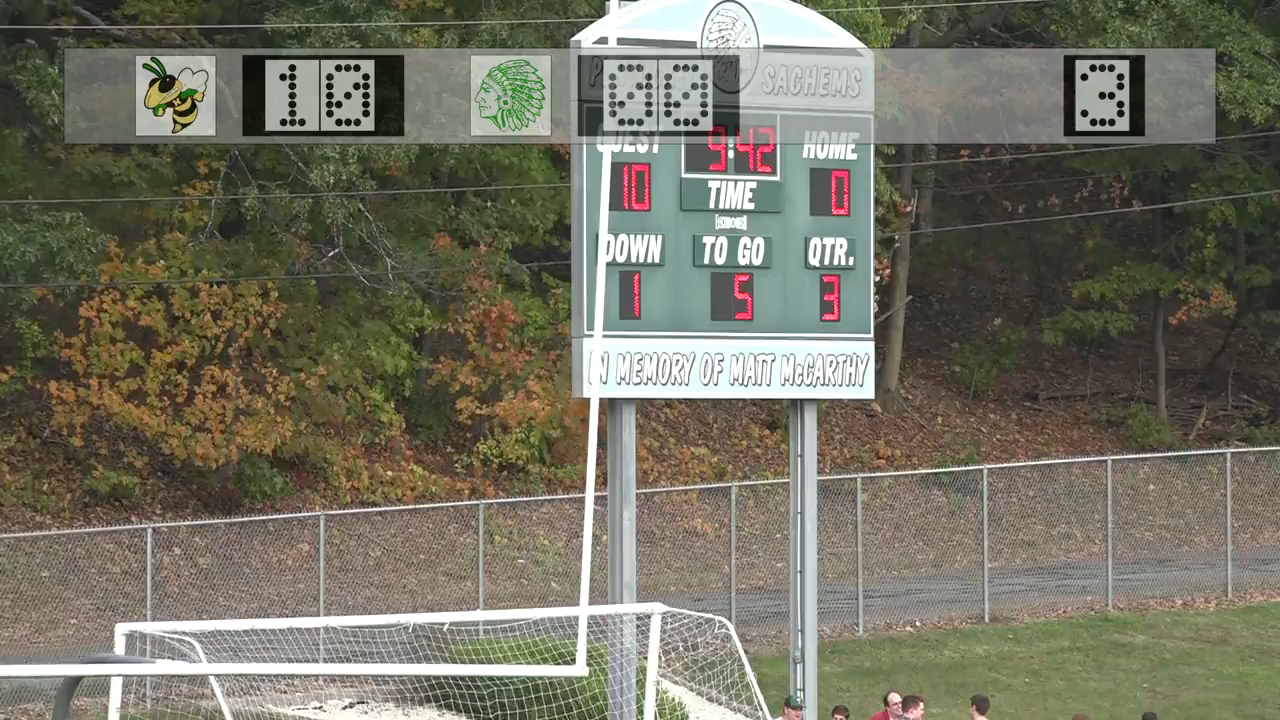 10 00 3
SACHEMS
GUEST 9:42 HOME
10 TIME 0
DOWN TO GO QTR.
1 5 3
IN MEMORY OF MATT McCARTHY